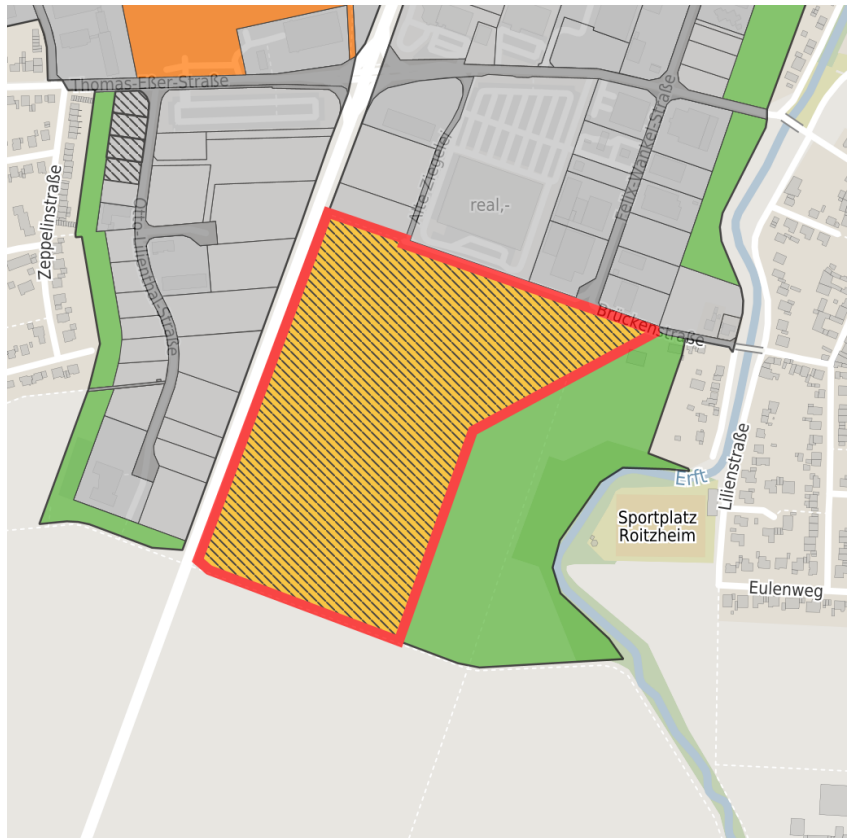 Thomas-Eßer-Straße
Zeppelinstraße
Otto-Lilienthal-Straße
Alte-Ziegelei
real,-
Felix-Wankel-Straße
Brückenstraße
Erft
Lilienstraße
Sportplatz
Roitzheim
Eulenweg